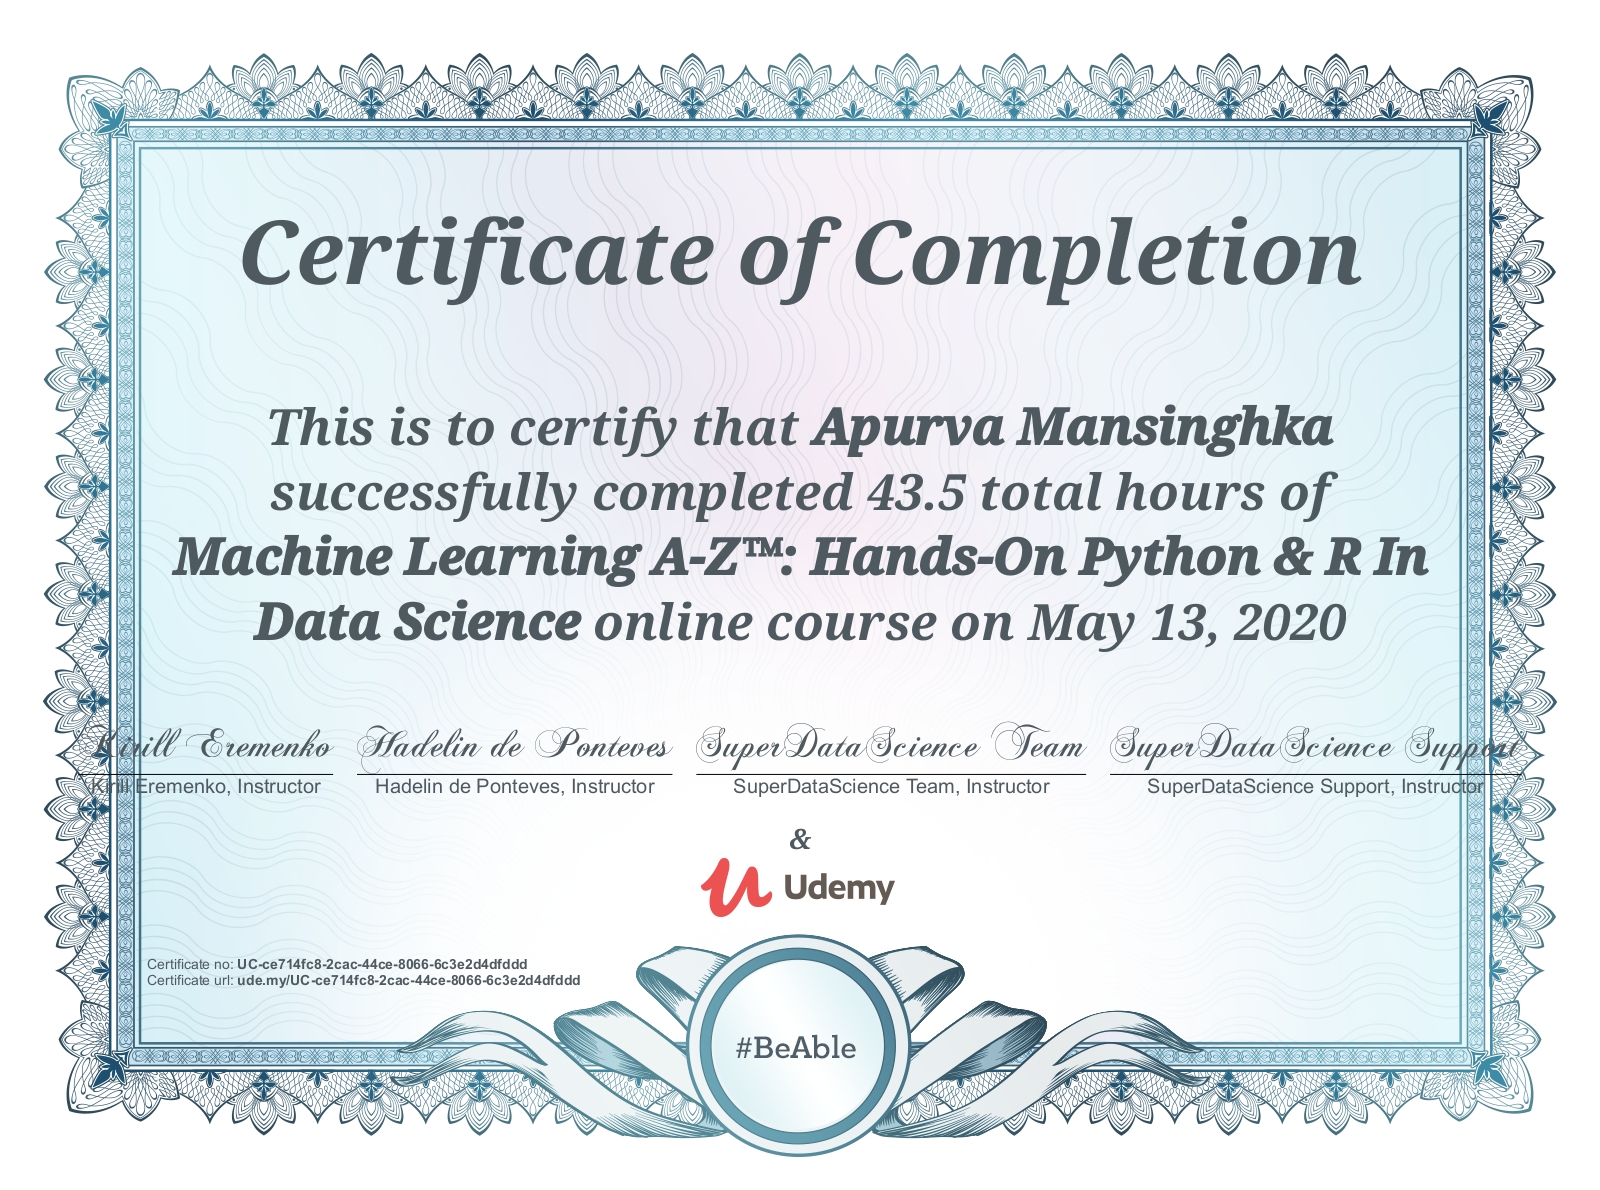 Certificate of Completion
This is to certify that Apurva Mansinghka
successfully completed 43.5 total hours of
Machine Learning A-Z™: Hands-On Python & R In
Data Science online course on May 13, 2020
Kirill Eremenko Hadelin de Ponteves SuperDataScience Team SuperDataScience Support
Kirill Eremenko, Instructor Hadelin de Ponteves, Instructor SuperDataScience Team, Instructor SuperDataScience Support, Instructor
&
Udemy
Certificate no: UC-ce714fc8-2cac-44ce-8066-6c3e2d4dfddd
Certificate url: ude.my/UC-ce714fc8-2cac-44ce-8066-6c3e2d4dfddd
#BeAble